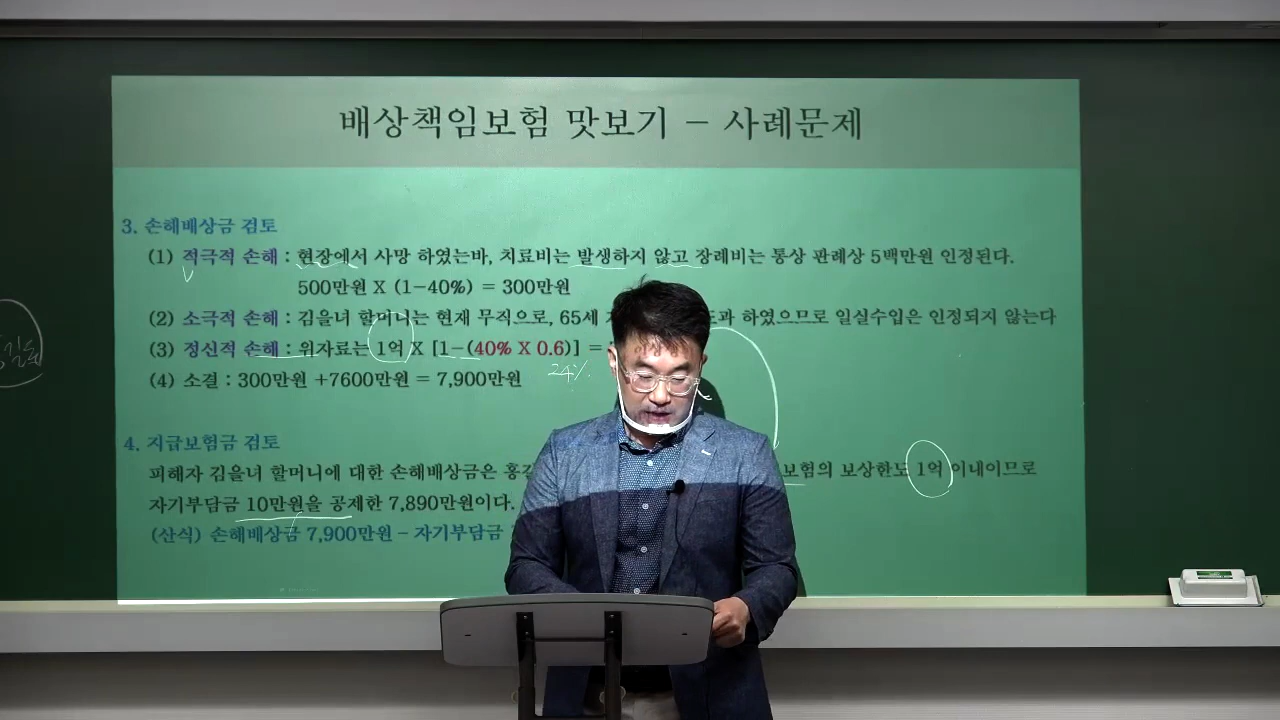 배상책임보험 맛보기 – 사례문제
3. 손해배상금 검토
(1) 적극적 손해 : 현장에서 사망 하였는바, 치료비는 발생하지 않고 장례비는 통상 판례상 5백만원 인정된다.
500만원 X (1-40%) = 300만원
(2) 소극적 손해 : 김을녀 할머니는 현재 무직으로, 65세 하였으므로 일실수입은 인정되지 않는다
(3) 정신적 손해 : 위자료는 1억 X [1-(40% X 0.6)] =
24%
(4) 소결 : 300만원 +7600만원 = 7,900만원
4. 지급보험금 검토
피해자 김을녀 할머니에 대한 손해배상금은 보험의 보상한도 1억 이내이므로
자기부담금 10만원을 공제한 7,890만원이다.
(산식) 손해배상금 7,900만원 - 자기부담금